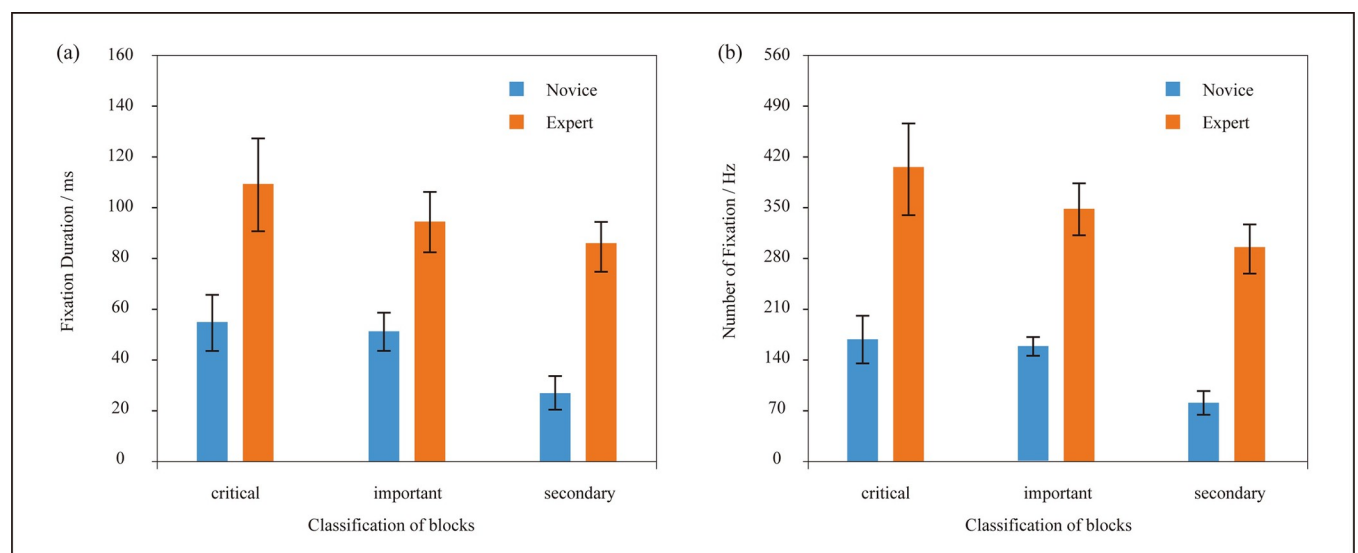 (a)
160
140
120
100
80
60
40
20
0
Fixation Duration / ms
Novice
Expert
critical important secondary
Classification of blocks
(b)
560
490
420
350
280
210
140
70
0
Number of Fixation / Hz
Novice
Expert
critical important secondary
Classification of blocks